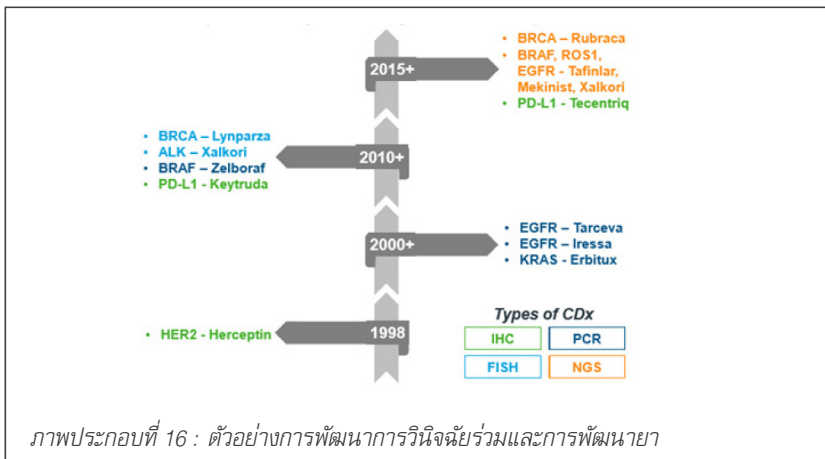 2015+
• BRCA – Rubraca
• BRAF, ROS1,
EGFR - Tafinlar,
Mekinist, Xalkori
• PD-L1 - Tecentriq
• BRCA – Lynparza
• ALK – Xalkori
• BRAF – Zelboraf
• PD-L1 - Keytruda
2010+
2000+
• EGFR – Tarceva
• EGFR – Iressa
• KRAS - Erbitux
• HER2 - Herceptin
1998
Types of CDx
IHC
PCR
FISH
NGS
ภาพประกอบที่ 16 : ตัวอย่างการพัฒนาการวินิจฉัยร่วมและการพัฒนายา